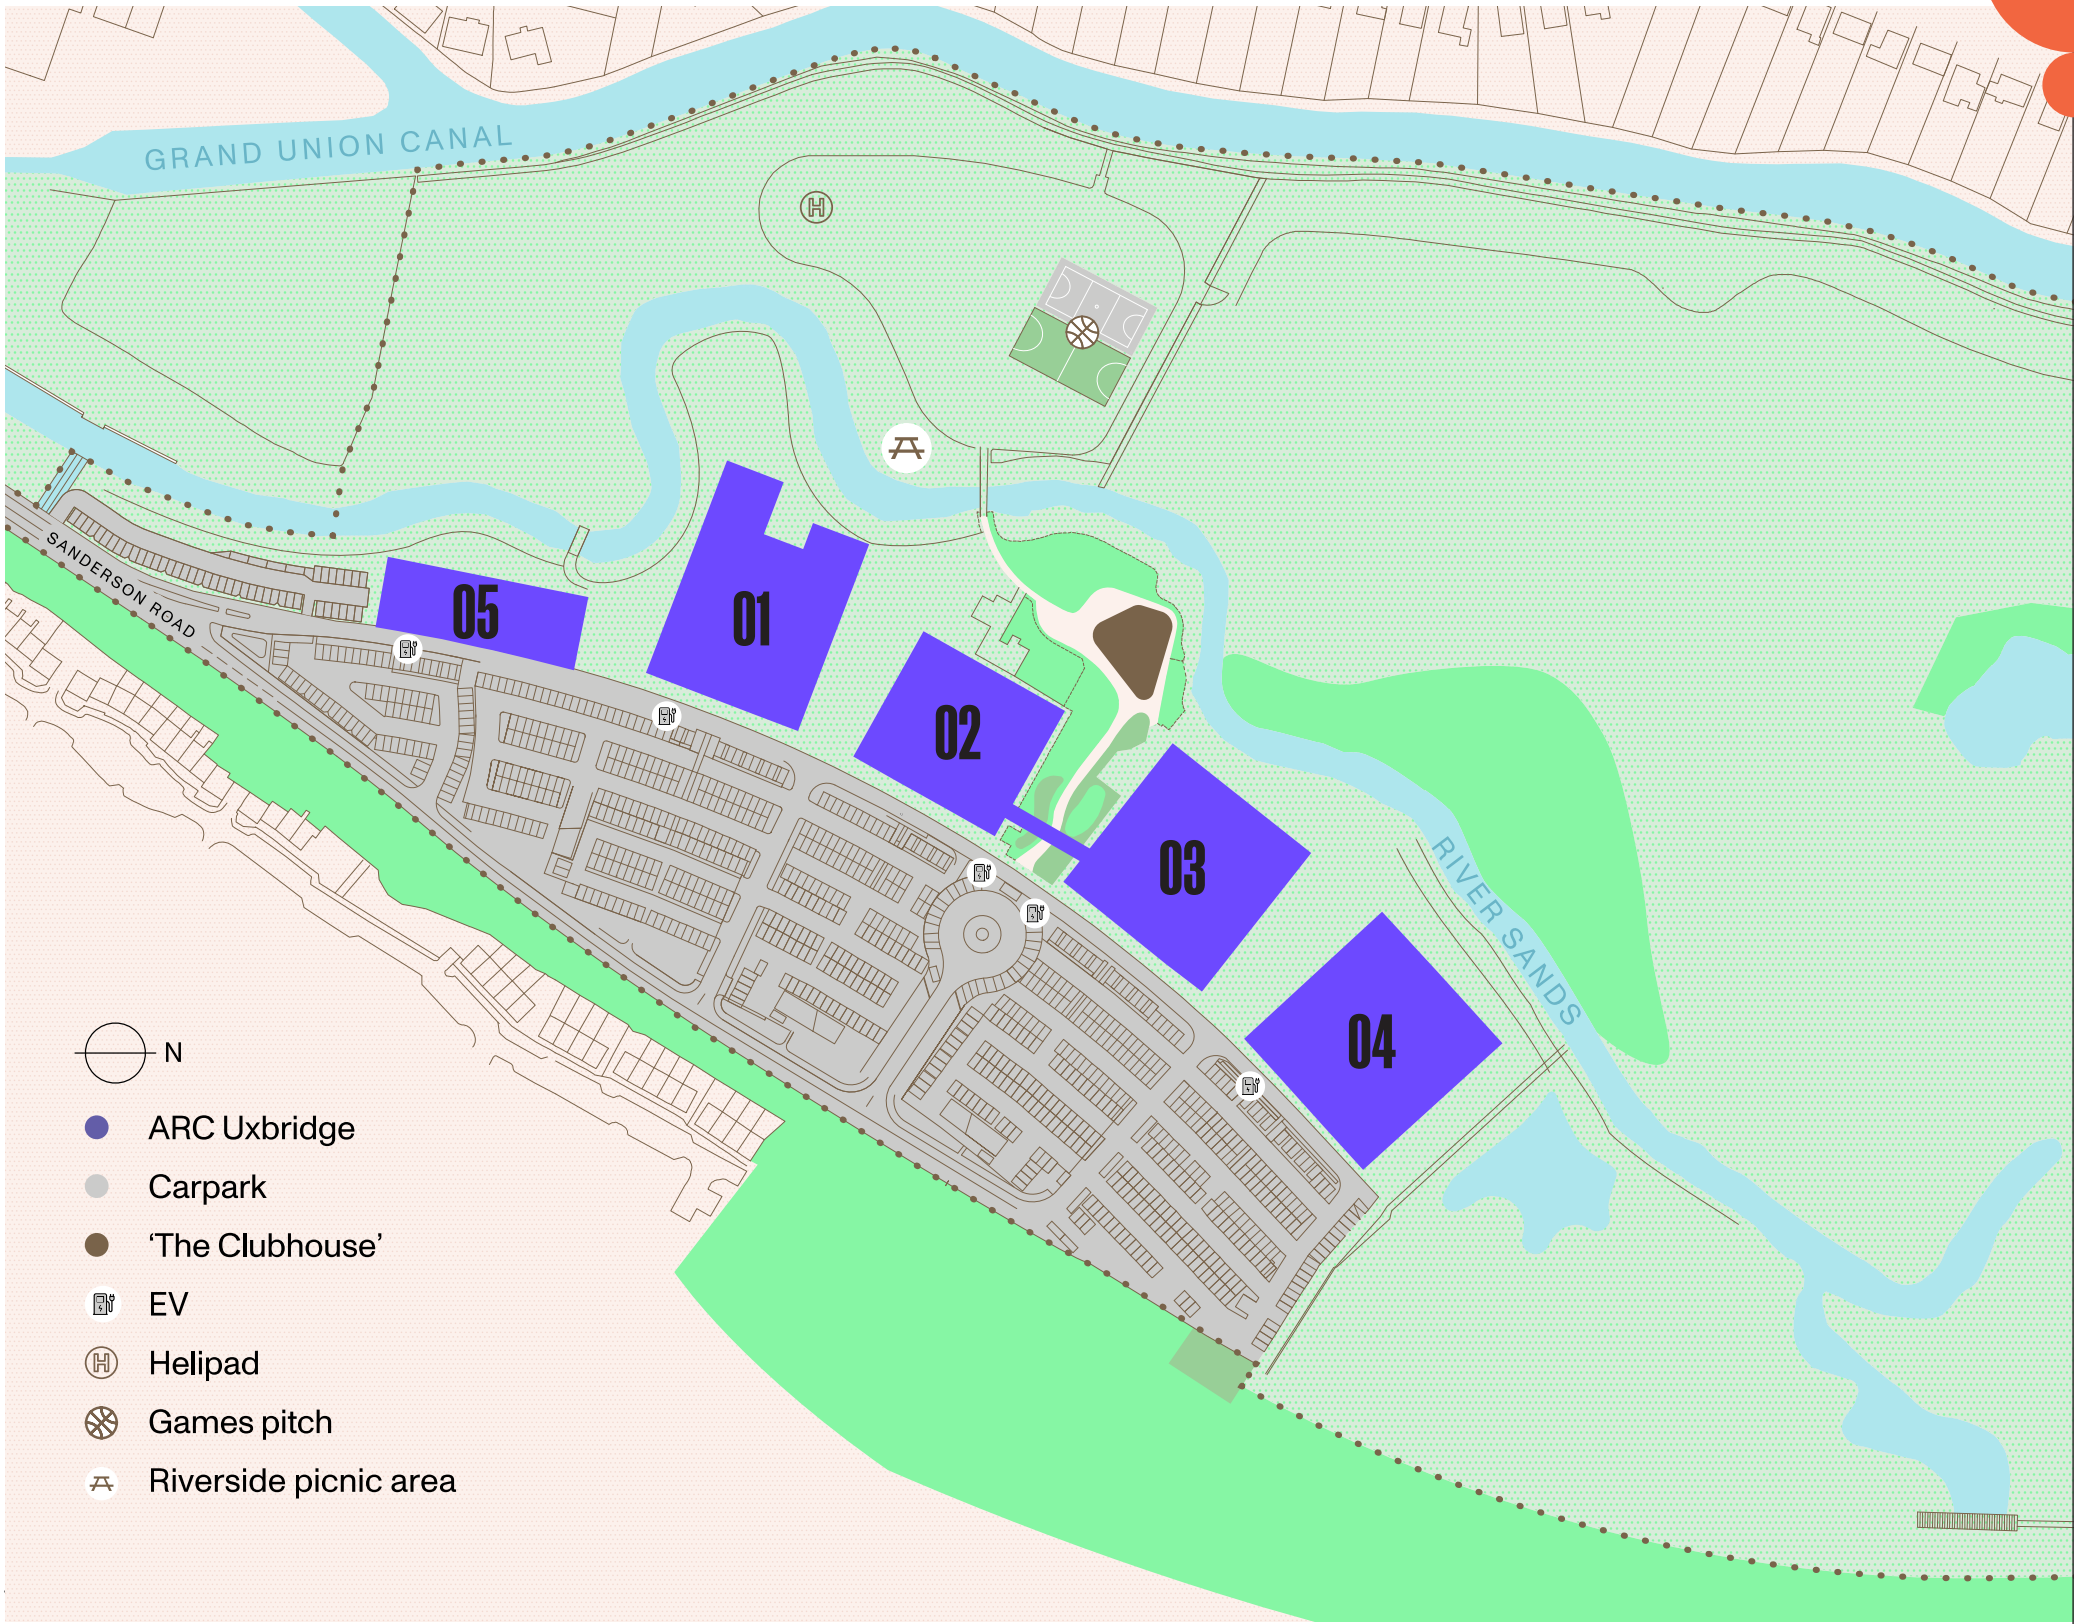 GRAND UNION CANAL
H
SANDERSON ROAD
05
01
02
03
04
RIVER SANDS
N
ARC Uxbridge
Carpark
‘The Clubhouse’
EV
H
Helipad
Games pitch
Riverside picnic area